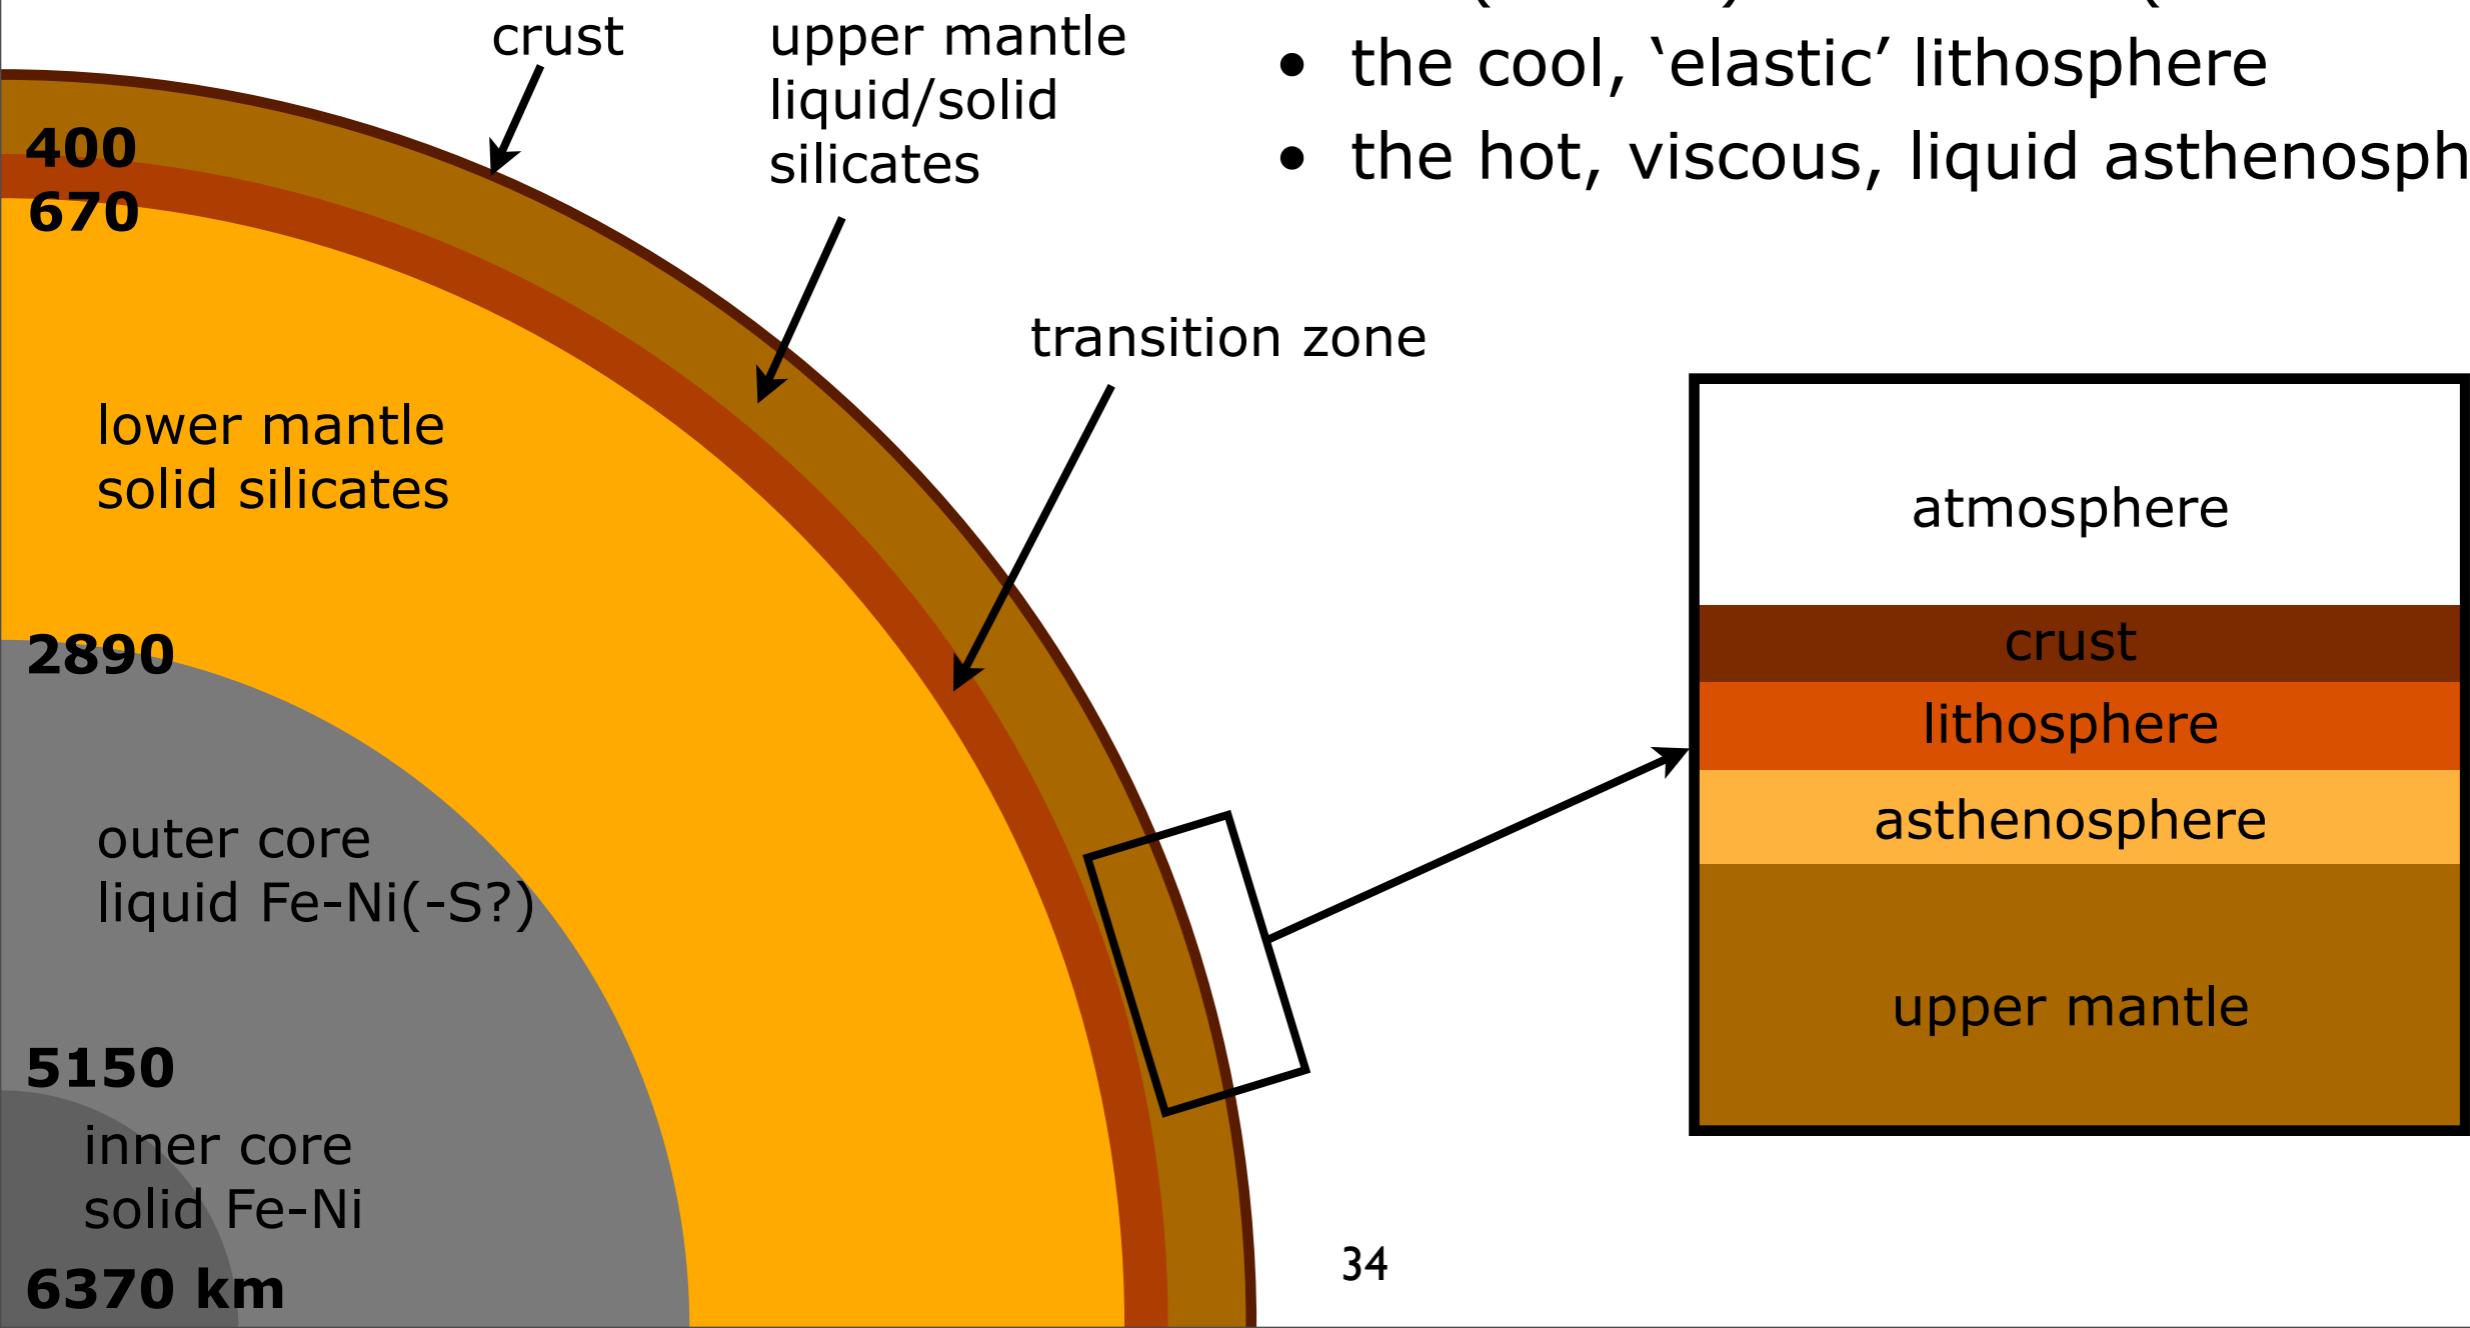 crust
upper mantle
liquid/solid
silicates
• the cool, ‘elastic’ lithosphere
• the hot, viscous, liquid
400
670
transition zone
lower mantle
solid silicates
2890
outer core
liquid Fe-Ni(-S?)
5150
inner core
solid Fe-Ni
6370 km
atmosphere
crust
lithosphere
asthenosphere
upper mantle
34